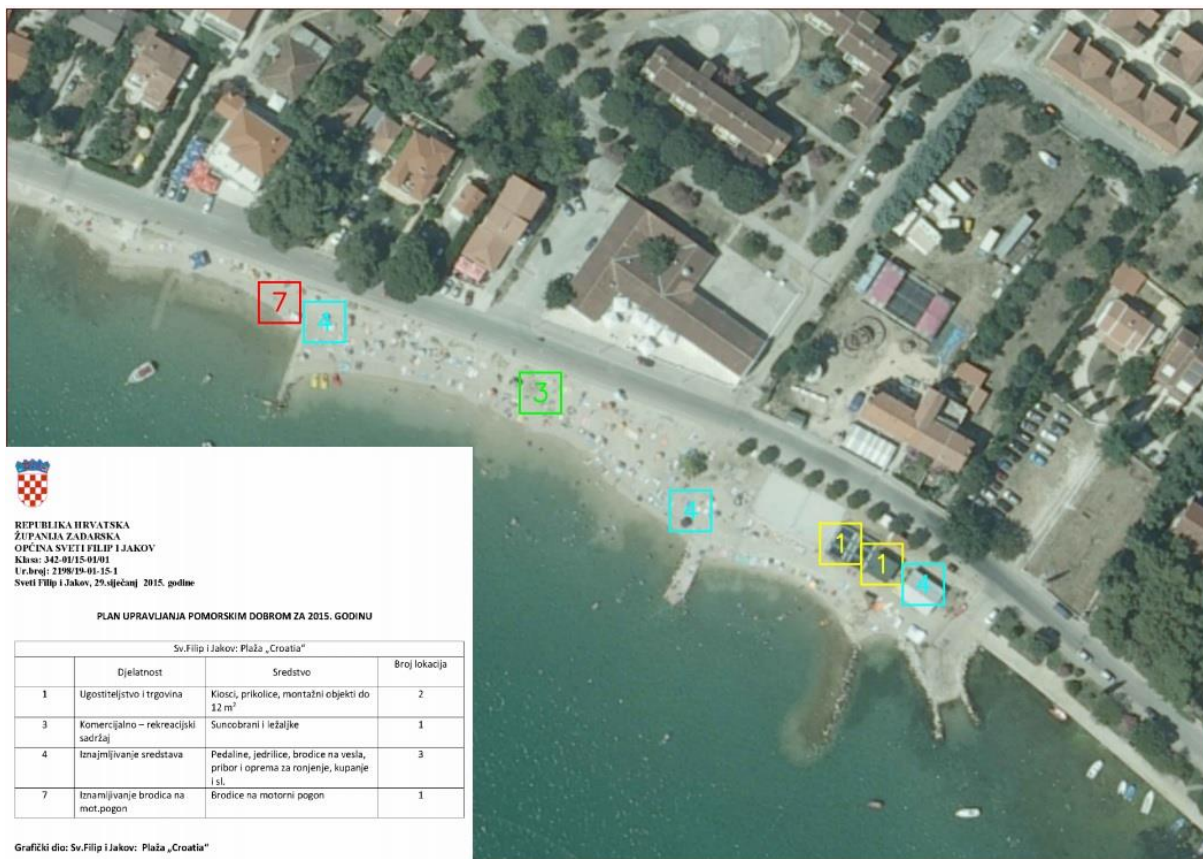 7
4
3
4
1
1
4
REPUBLIKA HRVATSKA
ŽUPANIJA ZADARSKA
OPĆINA SVETI FILIP I JAKOV
Klasa: 342-01/15-01/01
Ur.broj: 2198/19-01-15-1
Sveti Filip i Jakov, 29.siječanj 2015. godine
PLAN UPRAVLJANJA POMORSKIM DOBROM ZA 2015. GODINU
Sv.Filip i Jakov: Plaža „Croatia“
Djelatnost Sredstvo Broj lokacija
1 Ugostiteljstvo i trgovina Kiosci, prikolice, montažni objekti do 2
12 m²
3 Komercijalno – rekreacijski Suncobrani i ležaljke 1
sadržaj
4 Iznajmljivanje sredstava Pedaline, jedrilice, brodice na vesla, 3
pribor i oprema za ronjenje, kupanje
i sl.
7 Iznamljivanje brodica na Brodice na motorni pogon 1
mot.pogon
Grafički dio: Sv.Filip i Jakov: Plaža „Croatia“